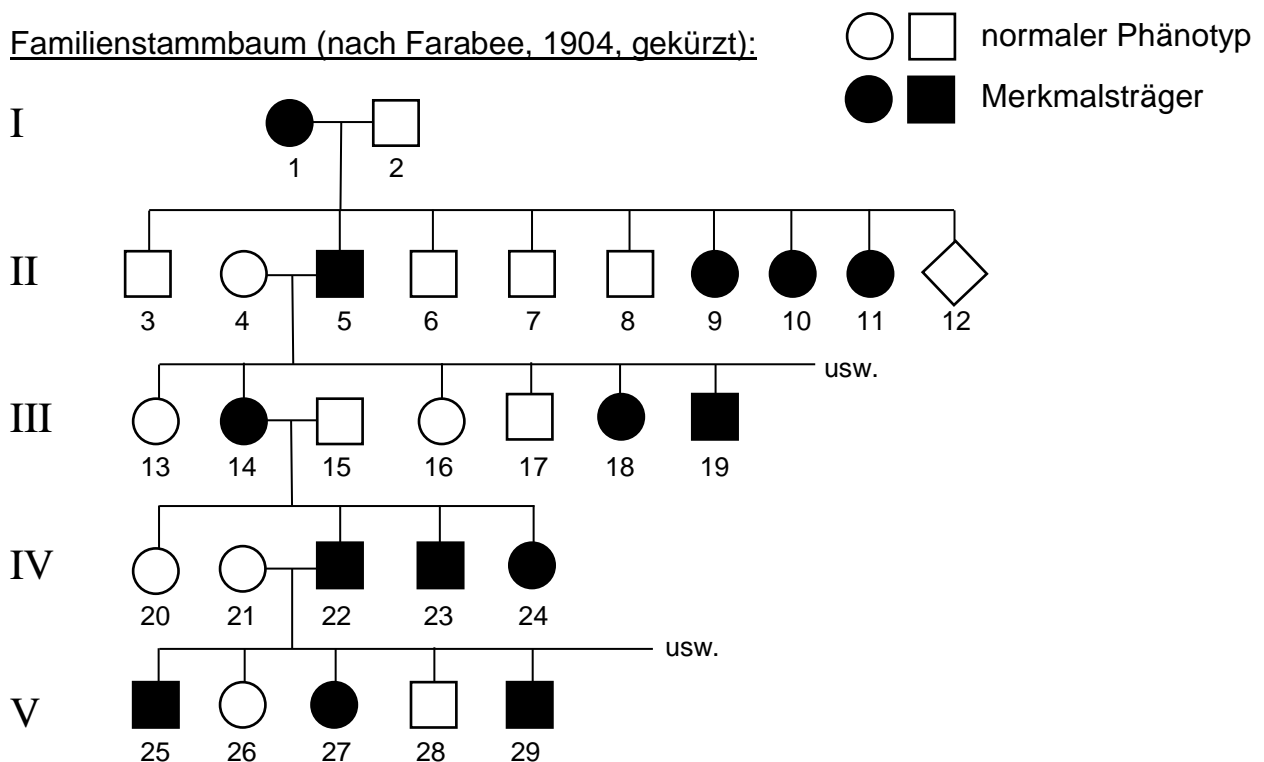 Familienstammbaum (nach Farabee, 1904, gekürzt):
normaler Phänotyp
Merkmalsträger
I
1 2
II
3 4 5 6 7 8 9 10 11 12
usw.
III
13 14 15 16 17 18 19
IV
20 21 22 23 24
usw.
V
25 26 27 28 29